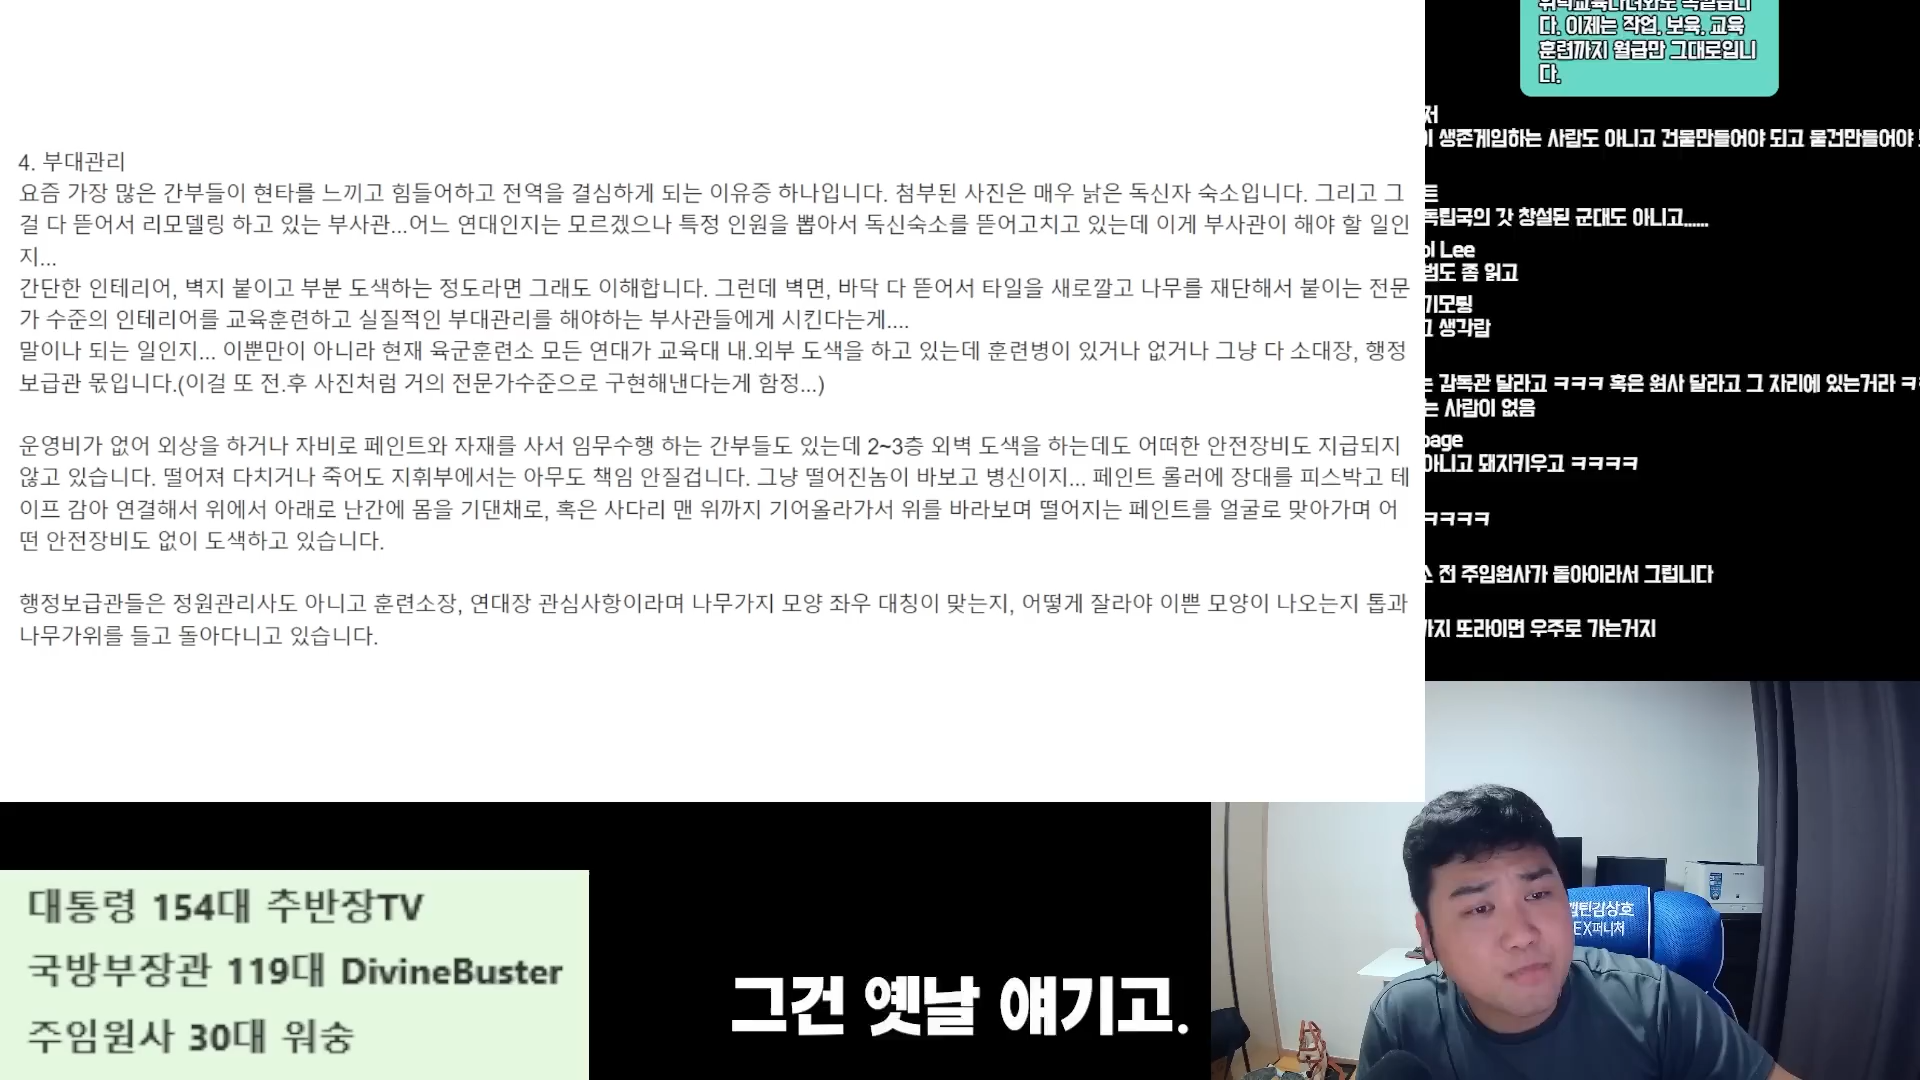 4. 부대관리
요즘 가장 많은 간부들이 현타를 느끼고 힘들어하고 전역을 결심하게 되는 이유증 하나입니다. 첨부된 사진은 매우 낡은 독신자 숙소입니다. 그리고 그
걸 다 뜯어서 리모델링 하고 있는 부사관...어느 연대인지는 모르겠으나 특정 인원을 뽑아서 독신숙소를 뜯어고치고 있는데 이게 부사관이 해야 할 일인
지...
간단한 인테리어, 벽지 붙이고 부분 도색하는 정도라면 그래도 이해합니다. 그런데 벽면, 바닥 다 뜯어서 타일을 새로깔고 나무를 재단해서 붙이는 전문
가 수준의 인테리어를 교육훈련하고 실질적인 부대관리를 해야하는 부사관들에게 시킨다는게....
말이나 되는 일인지... 이뿐만이 아니라 현재 육군훈련소 모든 연대가 교육대 내.외부 도색을 하고 있는데 훈련병이 있거나 없거나 그냥 다 소대장, 행정
보급관 몫입니다.(이걸 또 전.후 사진처럼 거의 전문가수준으로 구현해낸다는게 함정...)
운영비가 없어 외상을 하거나 자비로 페인트와 자재를 사서 임무수행 하는 간부들도 있는데 2~3층 외벽 도색을 하는데도 어떠한 안전장비도 지급되지
않고 있습니다. 떨어져 다치거나 죽어도 지휘부에서는 아무도 책임 안질겁니다. 그냥 떨어진놈이 바보고 병신이지... 페인트 롤러에 장대를 피스박고 테
이프 감아 연결해서 위에서 아래로 난간에 몸을 기댄채로, 혹은 사다리 맨 위까지 기어올라가서 위를 바라보며 떨어지는 페인트를 얼굴로 맞아가며 어
떤 안전장비도 없이 도색하고 있습니다.
행정보급관들은 정원관리사도 아니고 훈련소장, 연대장 관심사항이라며 나무가지 모양 좌우 대칭이 맞는지, 어떻게 잘라야 이쁜 모양이 나오는지 톱과
나무가위를 들고 돌아다니고 있습니다.
다. 이제는 작업, 보육, 교육
훈련까지 월급만 그대로입니
다.
저
생존게임하는 사람도 아니고 건물만들어야 되고 물건만들어야
트
독립국의 갓 창설된 군대도 아니고......
Lee
범도 좀 읽고
기모팅
고 생각람
는 감독관 달라고 ㅋㅋㅋ 혹은 원사 달라고 그 자리에 있는거라
는 사람이 없음
page
아니고 돼지키우고 ㅋㅋㅋㅋ
ㅋㅋㅋㅋ
전 주임원사가 돌아이라서 그럽니다
까지 또라이면 우주로 가는거지
캡틴김상호
EX퍼니처
대통령 154대 추반장TV
국방부장관 119대 DivineBuster
주임원사 30대 워숭
그건 옛날 얘기고.